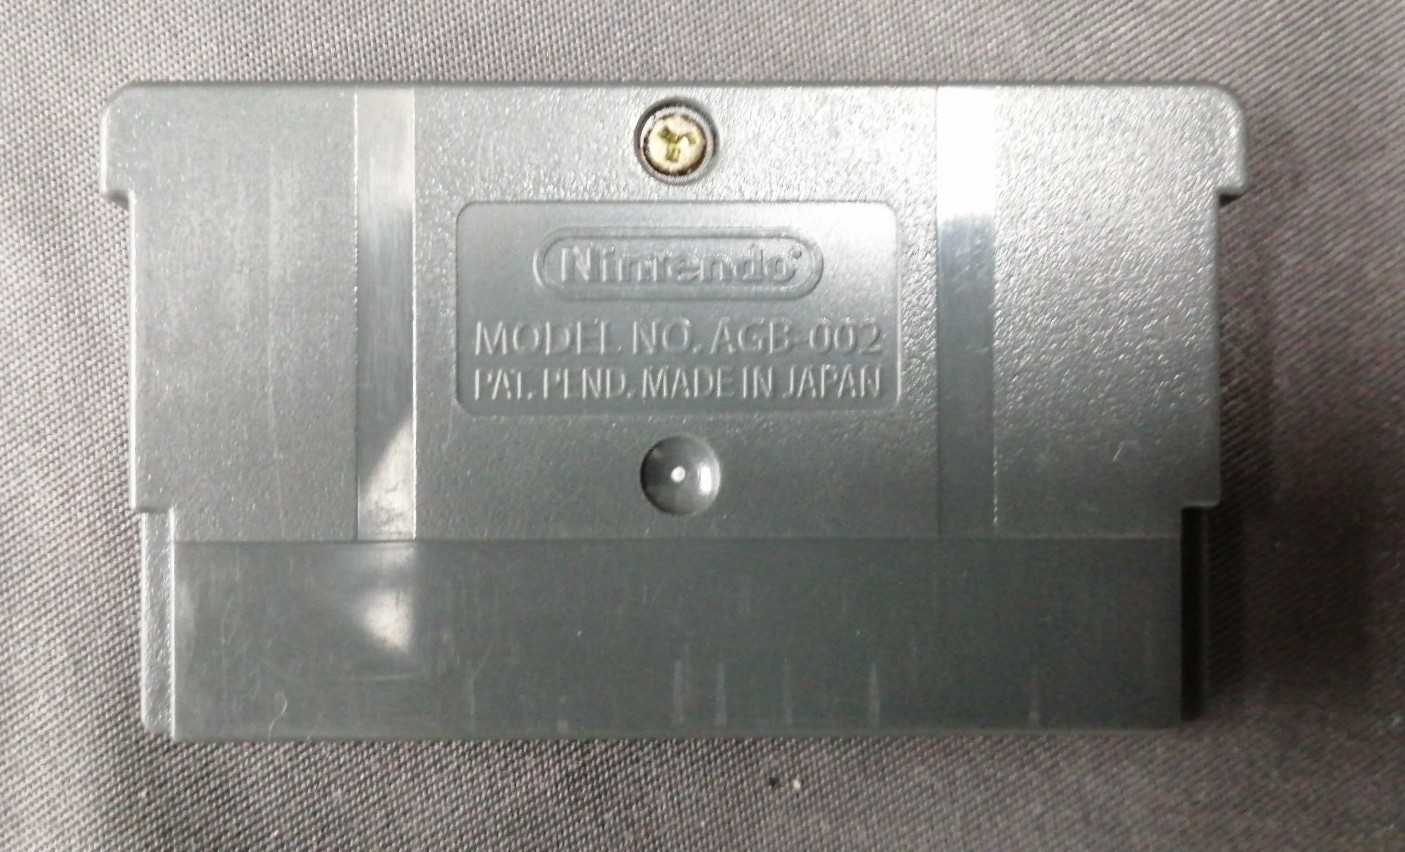 Nintendo
MODEL NO. AGB-002
PAT. PEND. MADE IN JAPAN